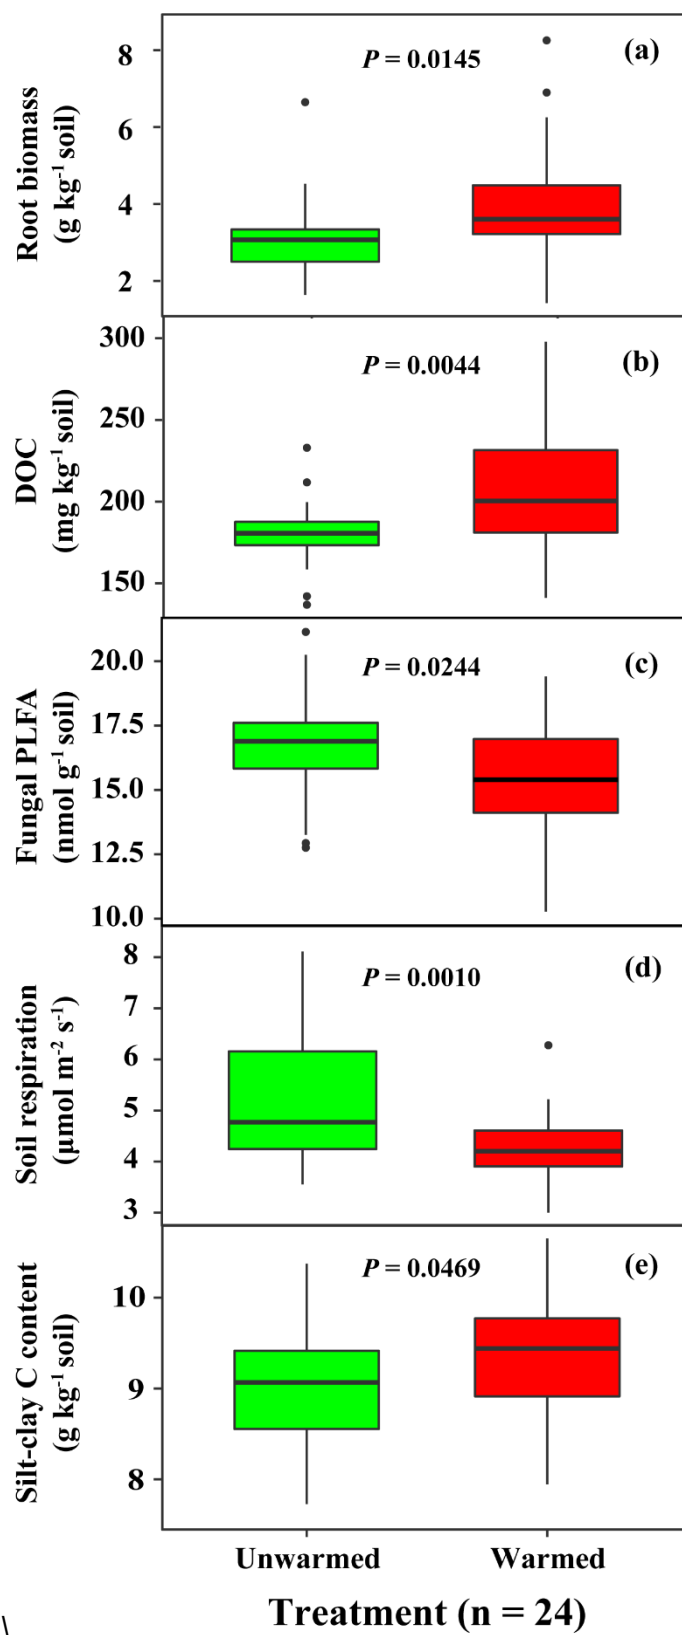 Root biomass
(g kg⁻¹ soil)
8
6
4
2
P = 0.0145
(a)
DOC
(mg kg⁻¹ soil)
300
250
200
150
P = 0.0044
(b)
Fungal PLFA
(nmol g⁻¹ soil)
20.0
17.5
15.0
12.5
10.0
P = 0.0244
(c)
Soil respiration
(µmol m⁻² s⁻¹)
8
7
6
5
4
3
P = 0.0010
(d)
Silt-clay C content
(g kg⁻¹ soil)
10
9
8
P = 0.0469
(e)
Unwarmed
Warmed
Treatment (n = 24)
\